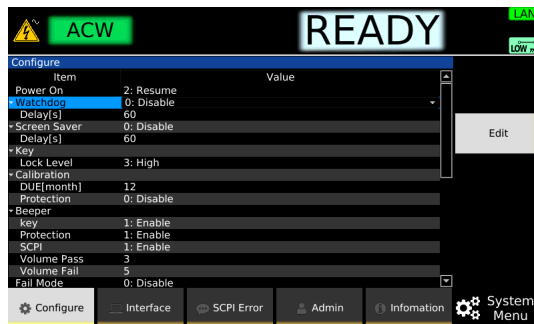 ACW
READY
LAN
LOW
Configure
Item Value
Power On 2: Resume
Watchdog 0: Disable
Delay[s] 60
Screen Saver 0: Disable
Delay[s] 60
Key
Lock Level 3: High
Calibration
DUE[month] 12
Protection 0: Disable
Beeper
key 1: Enable
Protection 1: Enable
SCPI 1: Enable
Volume Pass 3
Volume Fail 5
Fail Mode 0: Disable
Edit
Configure Interface SCPI Error Admin Infomation
System
Menu